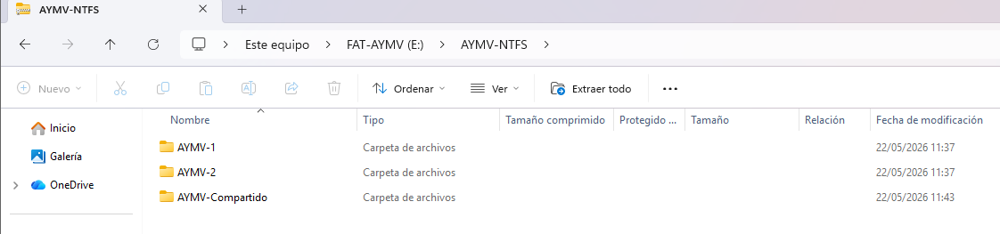 AYMV-NTFS
Este equipo FAT-AYMV (E:) AYMV-NTFS
Nuevo Ordenar Ver Extraer todo ...
Inicio
Galería
OneDrive
Nombre Tipo Tamaño comprimido Protegido ... Tamaño Relación Fecha de modificación
AYMV-1 Carpeta de archivos 22/05/2026 11:37
AYMV-2 Carpeta de archivos 22/05/2026 11:37
AYMV-Compartido Carpeta de archivos 22/05/2026 11:43